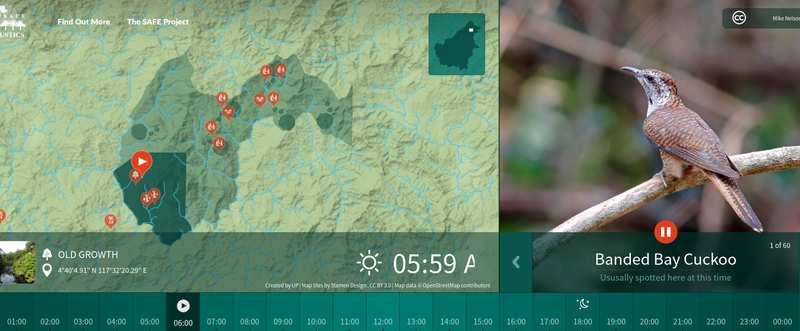 SAFE
Find Out More
The SAFE Project
Mike Nelson
OLD GROWTH
4°40'4.91" N 117°32'20.29" E
05:59 A
Created by UP | Map tiles by Stamen Design, CC BY 3.0 | Map data © OpenStreetMap contributors
1 of 60
Banded Bay Cuckoo
Ususally spotted here at this time
01:00 02:00 03:00 04:00 05:00 06:00 07:00 08:00 09:00 10:00 11:00 12:00 13:00 14:00 15:00 16:00 17:00 18:00 19:00 20:00 21:00 22:00 23:00 00:00